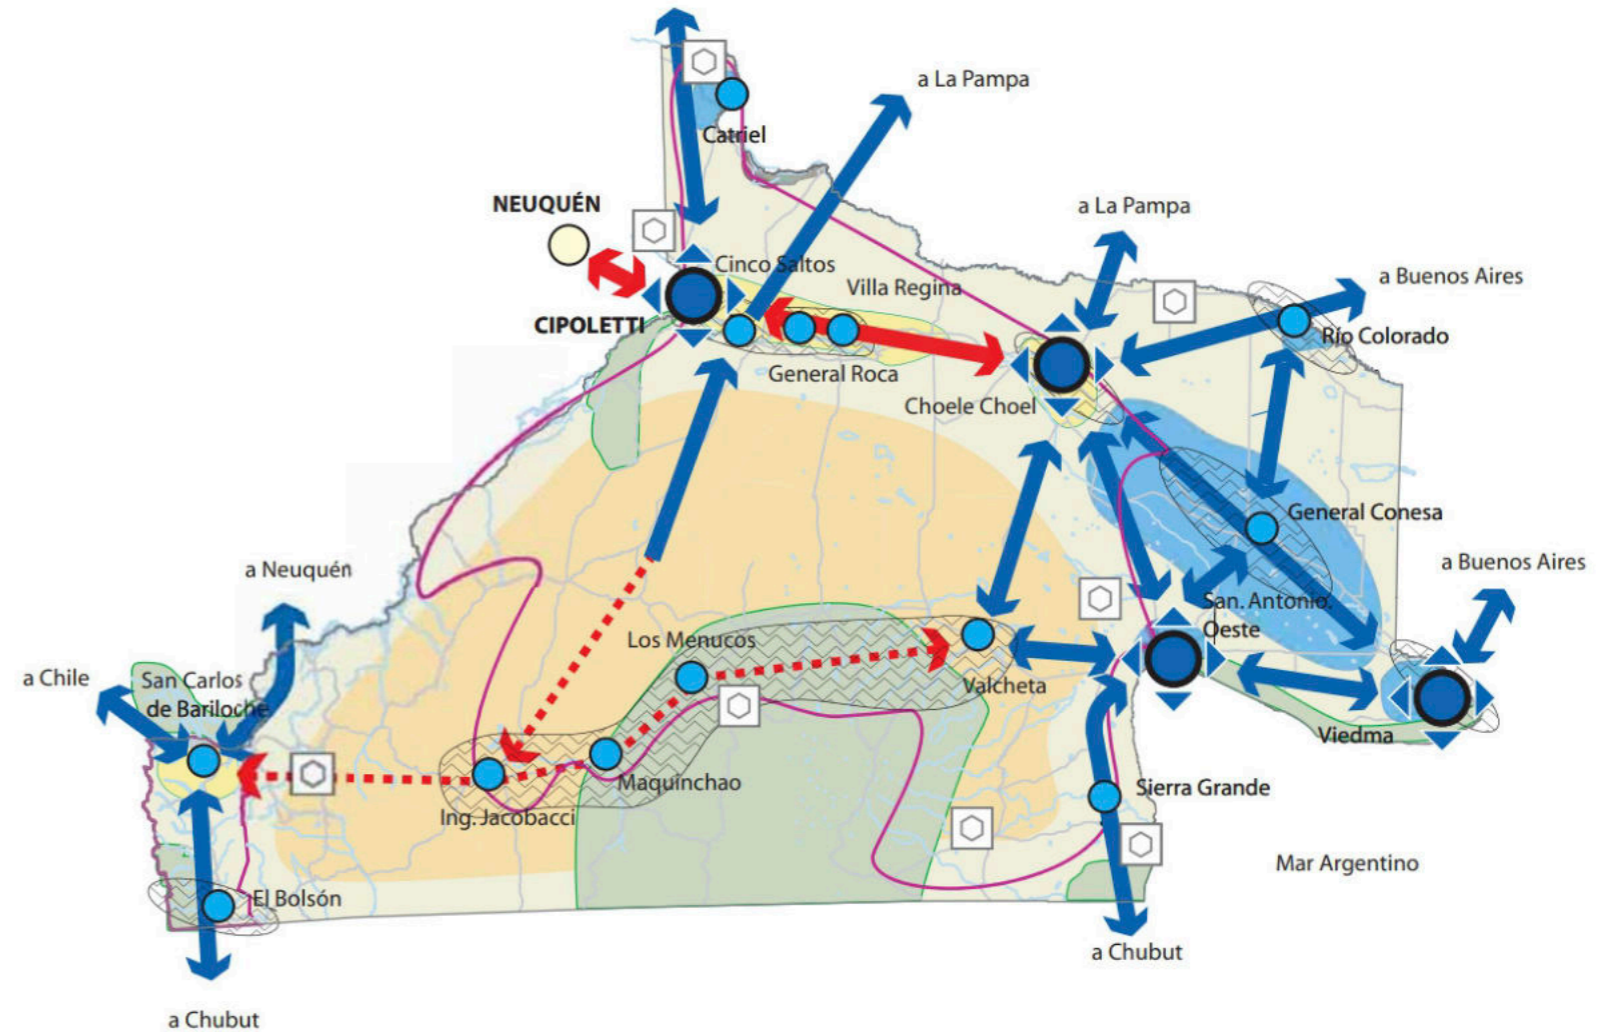 a La Pampa
Catriel
NEUQUÉN
a La Pampa
Cinco Saltos
Villa Regina
a Buenos Aires
CIPOLETTI
Río Colorado
General Roca
Choele Choel
General Conesa
a Neuquén
a Buenos Aires
San. Antonio.
Oeste
Los Menucos
a Chile
San Carlos
de Bariloche
Valcheta
Viedma
Maquinchao
Sierra Grande
Ing. Jacobacci
Mar Argentino
El Bolsón
a Chubut
a Chubut